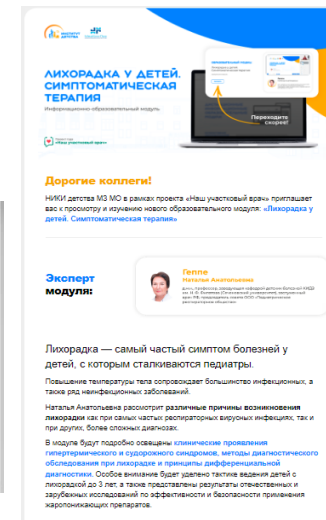 ИНСТИТУТ
ДЕТСТВА
ЛИХОРАДКА У ДЕТЕЙ.
СИМПТОМАТИЧЕСКАЯ
ТЕРАПИЯ
Информационно-образовательный модуль.
«Наш участковый врач»
Переходите
скорее!
Дорогие коллеги!
НИКИ детства МЗ МО в рамках проекта «Наш участковый врач» приглашает
вас к просмотру и изучению нового образовательного модуля: «Лихорадка у
детей. Симптоматическая терапия»
Эксперт
модуля:
Геппе
Наталья Анатольевна,
Лихорадка — самый частый симптом болезней у
детей, с которым сталкиваются педиатры.
Повышение температуры тела сопровождает большинство инфекционных, а
также ряд неинфекционных заболеваний.
Наталья Анатольевна рассмотрит различные причины возникновения
лихорадки как при самых частых респираторных вирусных инфекциях, так и
при других, более сложных диагнозах.
В модуле будут подробно освещены клинические проявления
гипертермического и судорожного синдромов, методы диагностического
обследования при лихорадке и принципы дифференциальной
диагностики. Особое внимание будет уделено тактике ведения детей с
лихорадкой до 3 лет, а также представлены результаты отечественных и
зарубежных исследований по эффективности и безопасности применения
жаропонижающих препаратов.